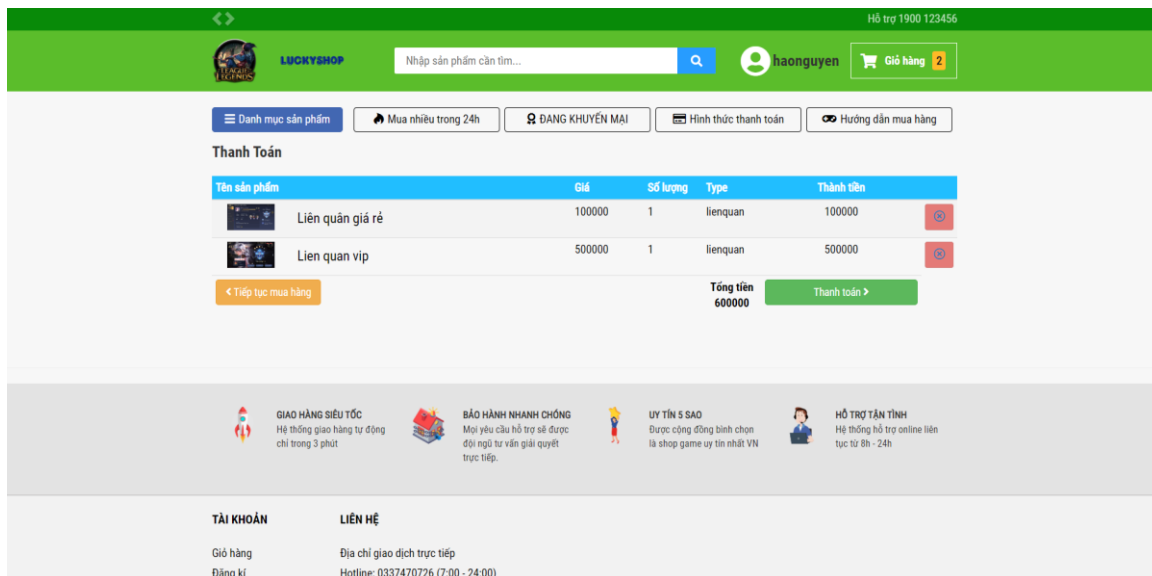 Hỗ trợ 1900 123456
LEAGUE LEGENDS
LUCKYSHOP
Nhập sản phẩm cần tìm...
haonguyen
Giỏ hàng 2
Danh mục sản phẩm
Mua nhiều trong 24h
ĐANG KHUYẾN MẠI
Hình thức thanh toán
Hướng dẫn mua hàng
Thanh Toán
Tên sản phẩm Giá Số lượng Type Thành tiền
Liên quân giá rẻ 100000 1 lienquan 100000
Lien quan vip 500000 1 lienquan 500000
Tiếp tục mua hàng
Tổng tiền
600000
Thanh toán
GIAO HÀNG SIÊU TỐC
Hệ thống giao hàng tự động
chỉ trong 3 phút
BẢO HÀNH NHANH CHÓNG
Mọi yêu cầu hỗ trợ sẽ được
đội ngũ tư vấn giải quyết
trực tiếp.
UY TÍN 5 SAO
Được cộng đồng bình chọn
là shop game uy tín nhất VN
HỖ TRỢ TẬN TÌNH
Hệ thống hỗ trợ online liên
tục từ 8h - 24h
TÀI KHOẢN
Giỏ hàng
Đăng kí
LIÊN HỆ
Địa chỉ giao dịch trực tiếp
Hotline: 0337470726 (7:00 - 24:00)